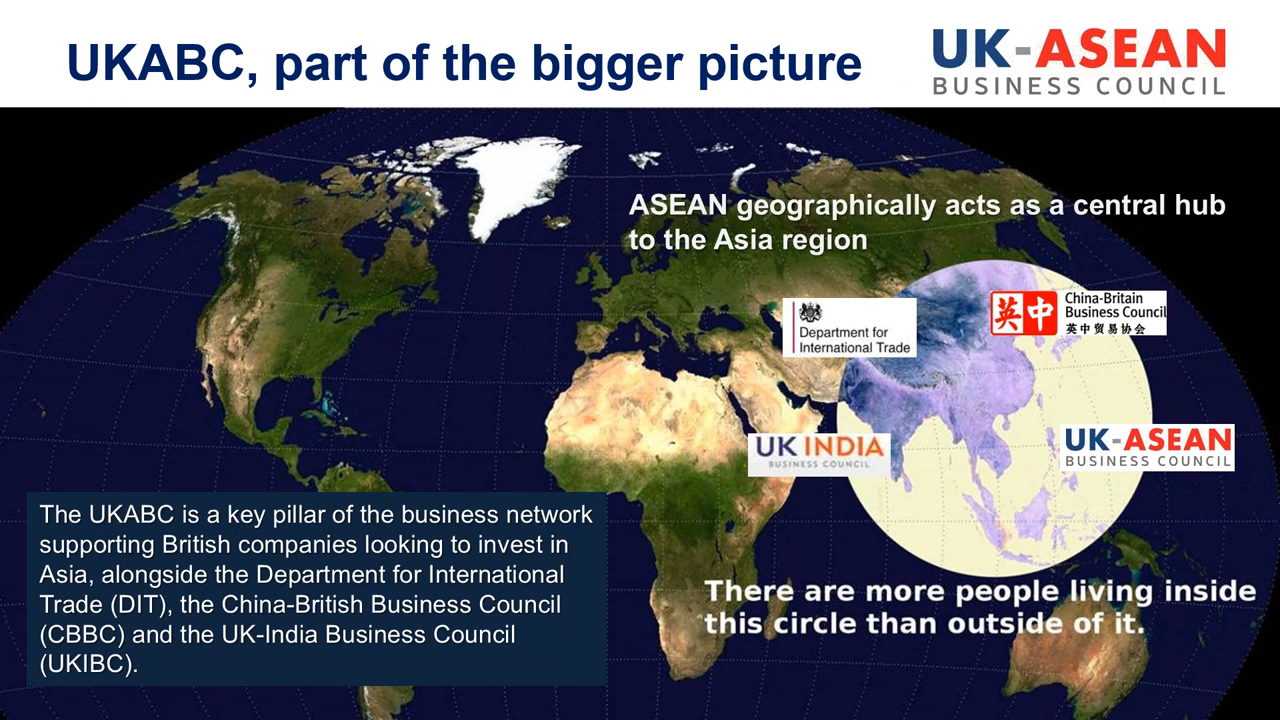 UKABC, part of the bigger picture
UK-ASEAN
BUSINESS COUNCIL
ASEAN geographically acts as a central hub
to the Asia region
Department for
International Trade
英中
China-Britain
Business Council
英中贸易协会
UK INDIA
BUSINESS COUNCIL
UK-ASEAN
BUSINESS COUNCIL
The UKABC is a key pillar of the business network
supporting British companies looking to invest in
Asia, alongside the Department for International
Trade (DIT), the China-British Business Council
(CBBC) and the UK-India Business Council
(UKIBC).
There are more people living inside
this circle than outside of it.